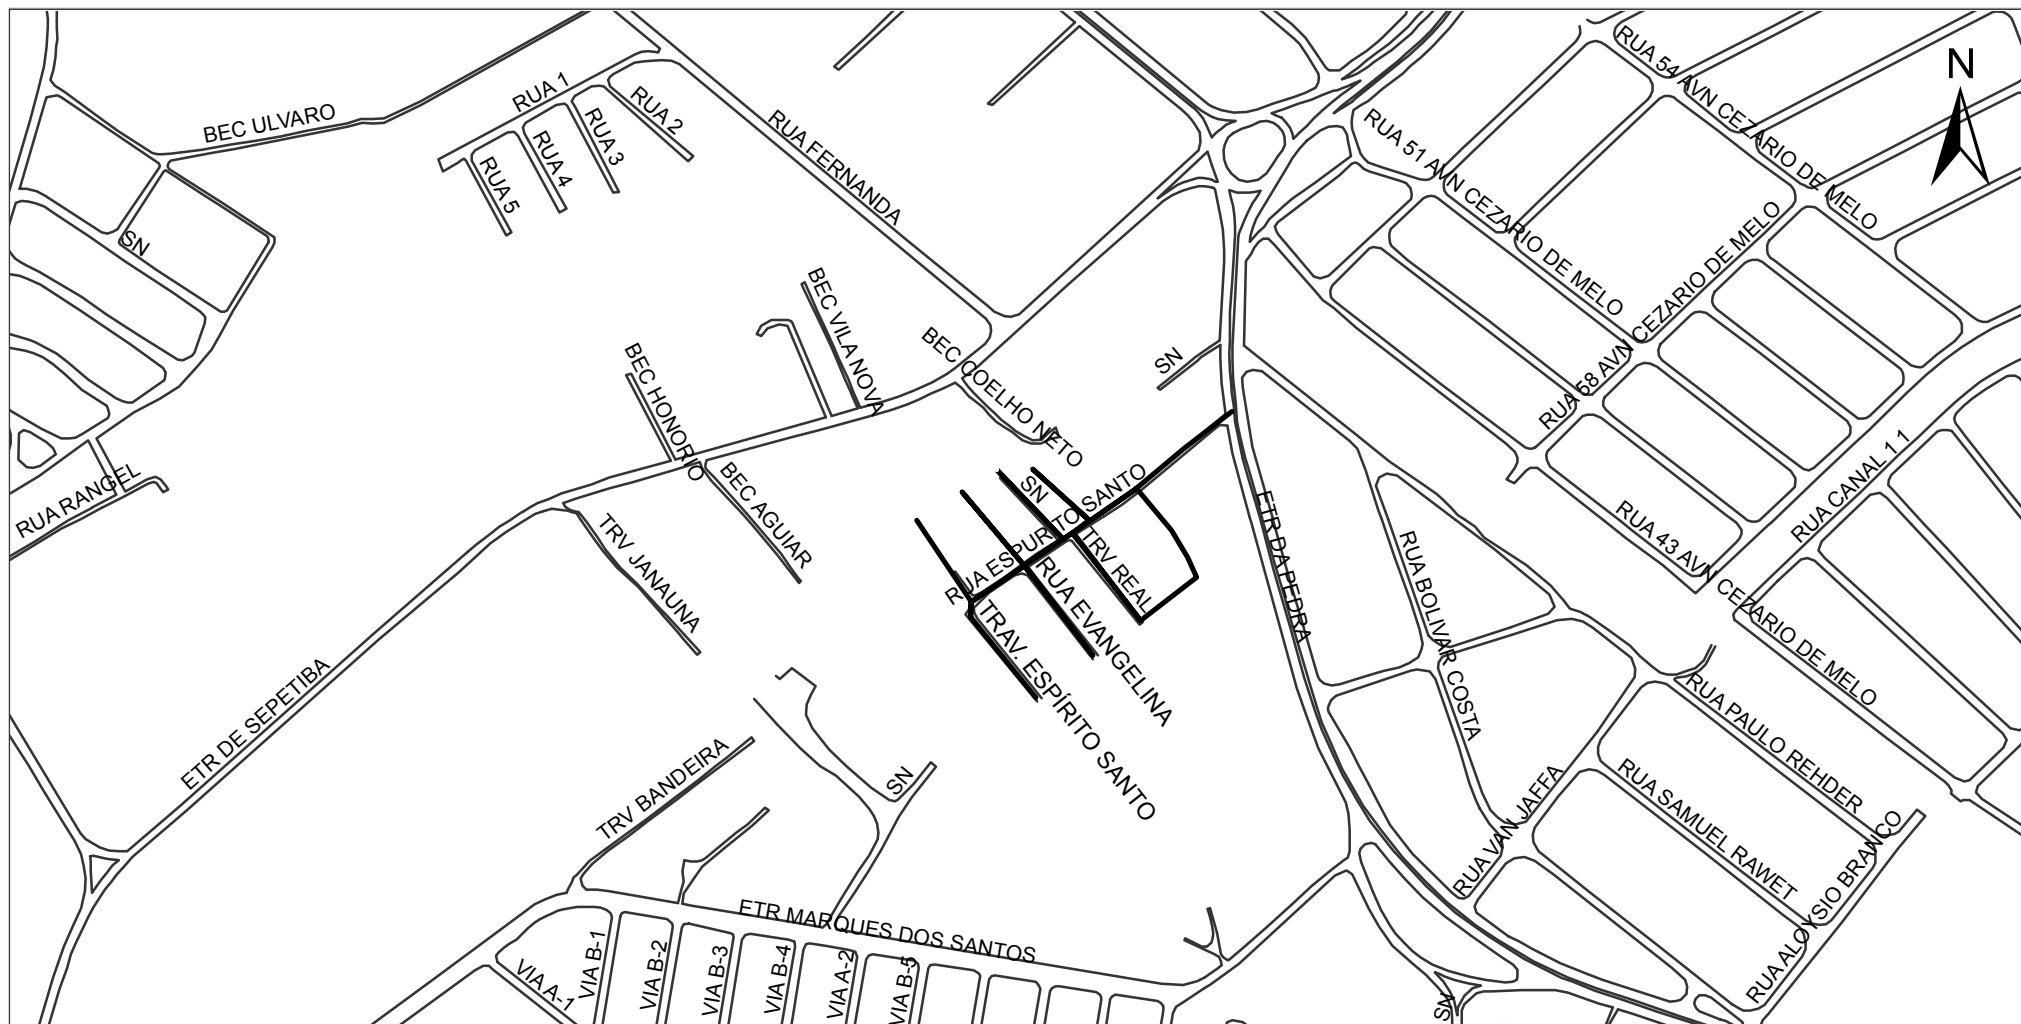 RUA 54 AVN CEZARIO DE MELO
N
RUA 1
BEC ULVARO
RUA 2
RUA 3
RUA 4
RUA 5
RUA FERNANDA
RUA 51 AVN CEZARIO DE MELO
SN
RUA 58 AVN CEZARIO DE MELO
BEC VILA NOVA
BEC COELHO NETO
BEC HONORIO
SN
BEC AGUIAR
RUA RANGEL
RUA CANAL 1 1
SN
RUA ESPURITO SANTO
TRV REAL
ETR DA PEDRA
RUA 43 AVN CEZARIO DE MELO
TRV JANAUNA
RUA EVANGELINA
TRAV. ESPÍRITO SANTO
RUA BOLIVAR COSTA
ETR DE SEPETIBA
RUA PAULO REHDER
TRV BANDEIRA
SN
RUA VAN JAFFA
RUA SAMUEL RAWET
RUA ALOYSIO BRANCO
ETR MARQUES DOS SANTOS
VIA A-1
VIA B-1
VIA B-2
VIA B-3
VIA B-4
VIA A-2
VIA B-5
SN